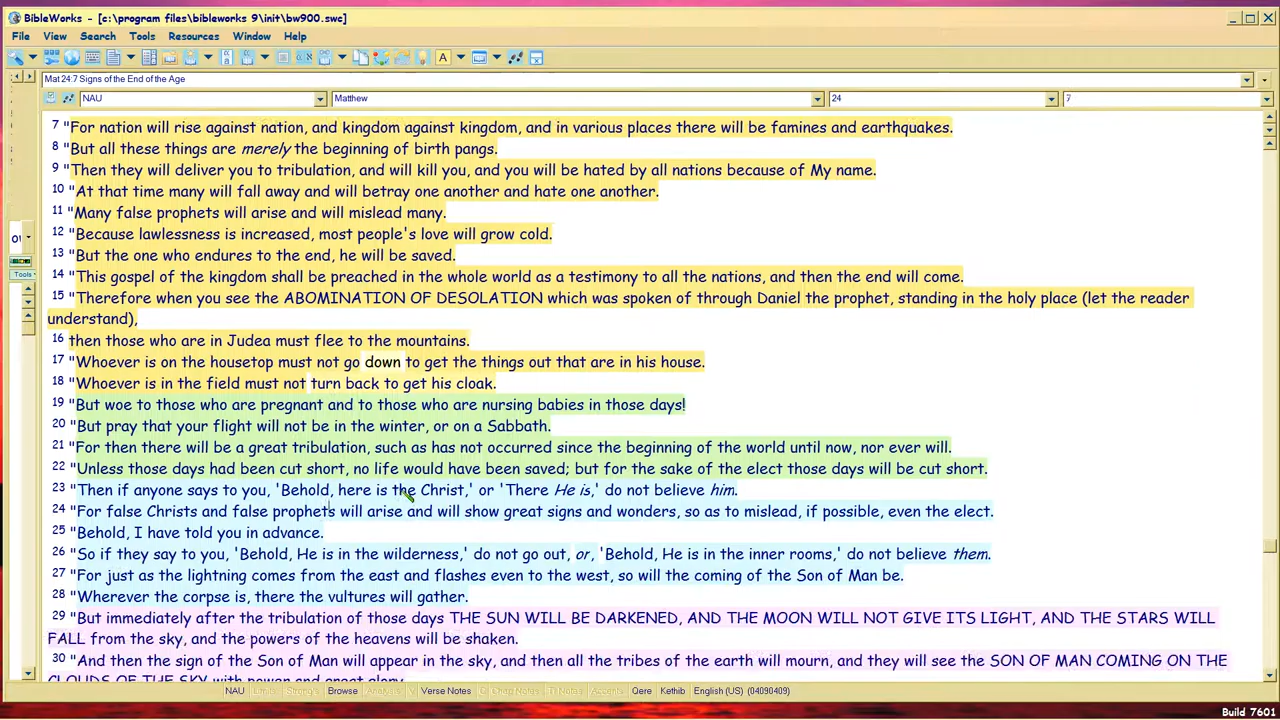 BibleWorks - [c:\program files\bibleworks 9\init\bw900.swc]
File View Search Tools Resources Window Help
Mat 24:7 Signs of the End of the Age
NAU Matthew 24 7
7 "For nation will rise against nation, and kingdom against kingdom, and in various places there will be famines and earthquakes.
8 "But all these things are merely the beginning of birth pangs.
9 "Then they will deliver you to tribulation, and will kill you, and you will be hated by all nations because of My name.
10 "At that time many will fall away and will betray one another and hate one another.
11 "Many false prophets will arise and will mislead many.
12 "Because lawlessness is increased, most people's love will grow cold.
13 "But the one who endures to the end, he will be saved.
14 "This gospel of the kingdom shall be preached in the whole world as a testimony to all the nations, and then the end will come.
15 "Therefore when you see the ABOMINATION OF DESOLATION which was spoken of through Daniel the prophet, standing in the holy place (let the reader
understand),
16 then those who are in Judea must flee to the mountains.
17 "Whoever is on the housetop must not go down to get the things out that are in his house.
18 "Whoever is in the field must not turn back to get his cloak.
19 "But woe to those who are pregnant and to those who are nursing babies in those days!
20 "But pray that your flight will not be in the winter, or on a Sabbath.
21 "For then there will be a great tribulation, such as has not occurred since the beginning of the world until now, nor ever will.
22 "Unless those days had been cut short, no life would have been saved; but for the sake of the elect those days will be cut short.
23 "Then if anyone says to you, 'Behold, here is the Christ,' or 'There He is,' do not believe him.
24 "For false Christs and false prophets will arise and will show great signs and wonders, so as to mislead, if possible, even the elect.
25 "Behold, I have told you in advance.
26 "So if they say to you, 'Behold, He is in the wilderness,' do not go out, or, 'Behold, He is in the inner rooms,' do not believe them.
27 "For just as the lightning comes from the east and flashes even to the west, so will the coming of the Son of Man be.
28 "Wherever the corpse is, there the vultures will gather.
29 "But immediately after the tribulation of those days THE SUN WILL BE DARKENED, AND THE MOON WILL NOT GIVE ITS LIGHT, AND THE STARS WILL
FALL from the sky, and the powers of the heavens will be shaken.
30 "And then the sign of the Son of Man will appear in the sky, and then all the tribes of the earth will mourn, and they will see the SON OF MAN COMING ON THE
CLOUDS OF THE SKY with power and great glory.
Tools
NAU Browse Verse Notes Qere Kethib English (US) (04090409)
Build 7601